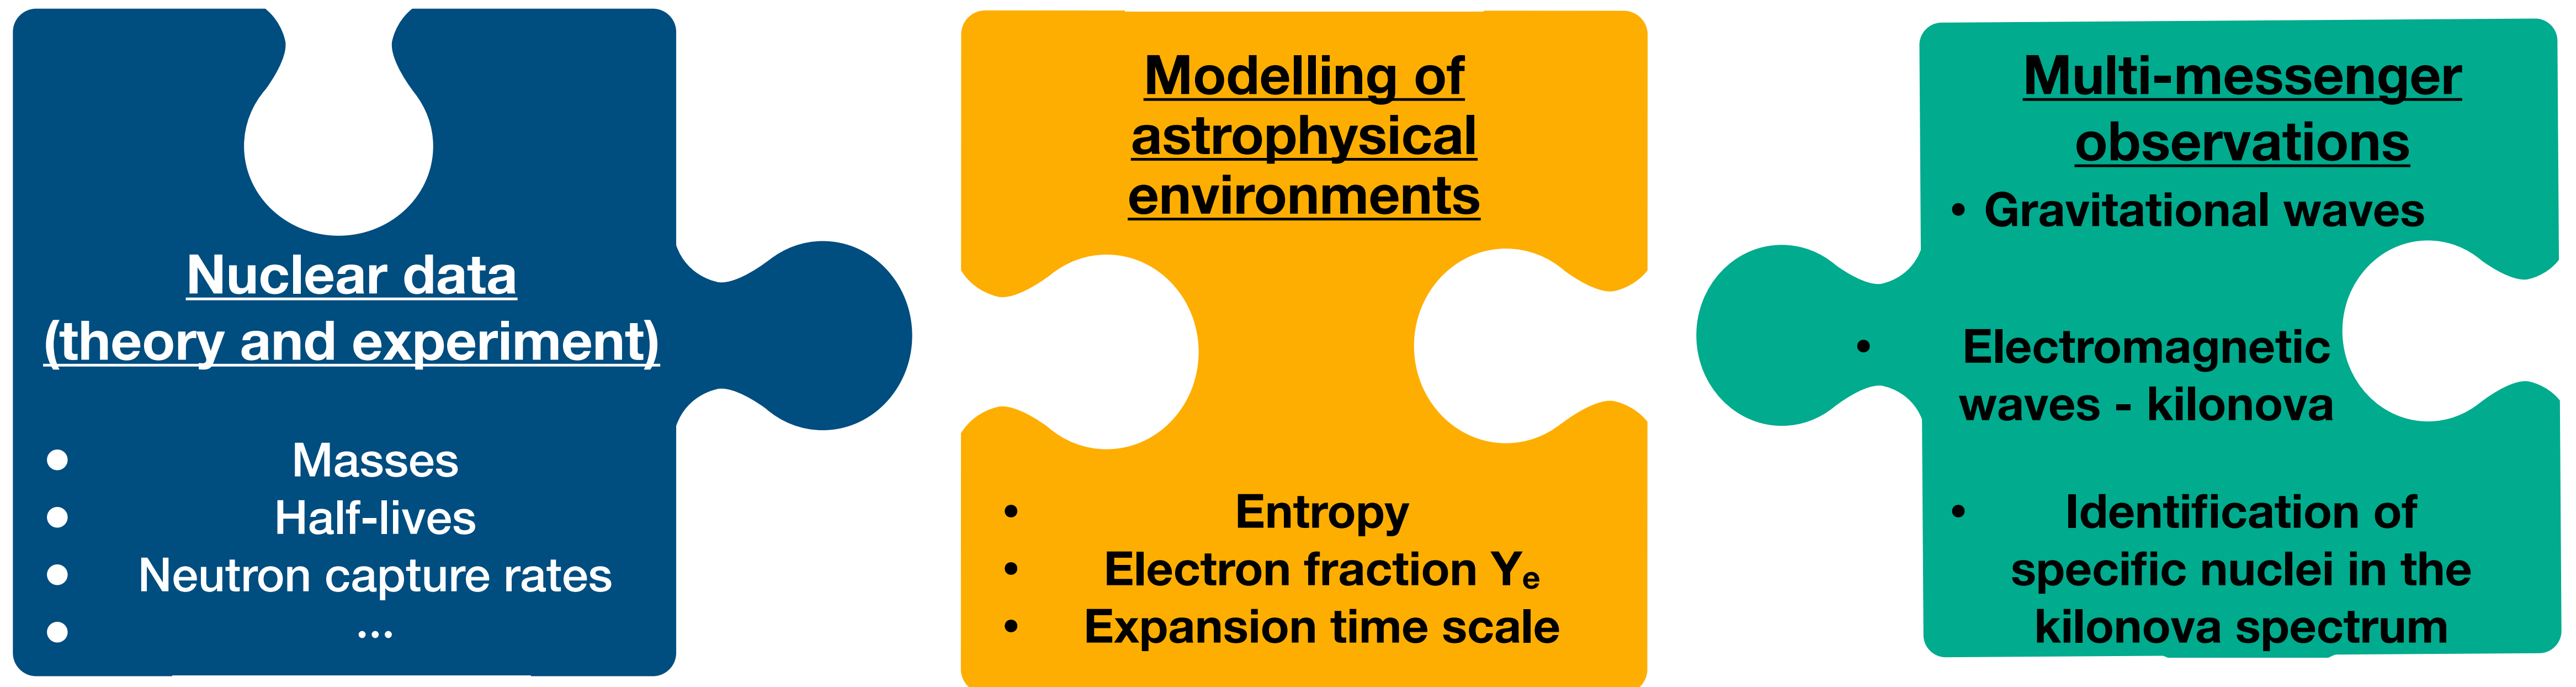 Nuclear data
(theory and experiment)
• Masses
• Half-lives
• Neutron capture rates
• ...
Modelling of
astrophysical
environments
• Entropy
• Electron fraction Yₑ
• Expansion time scale
Multi-messenger
observations
• Gravitational waves
• Electromagnetic
waves - kilonova
• Identification of
specific nuclei in the
kilonova spectrum